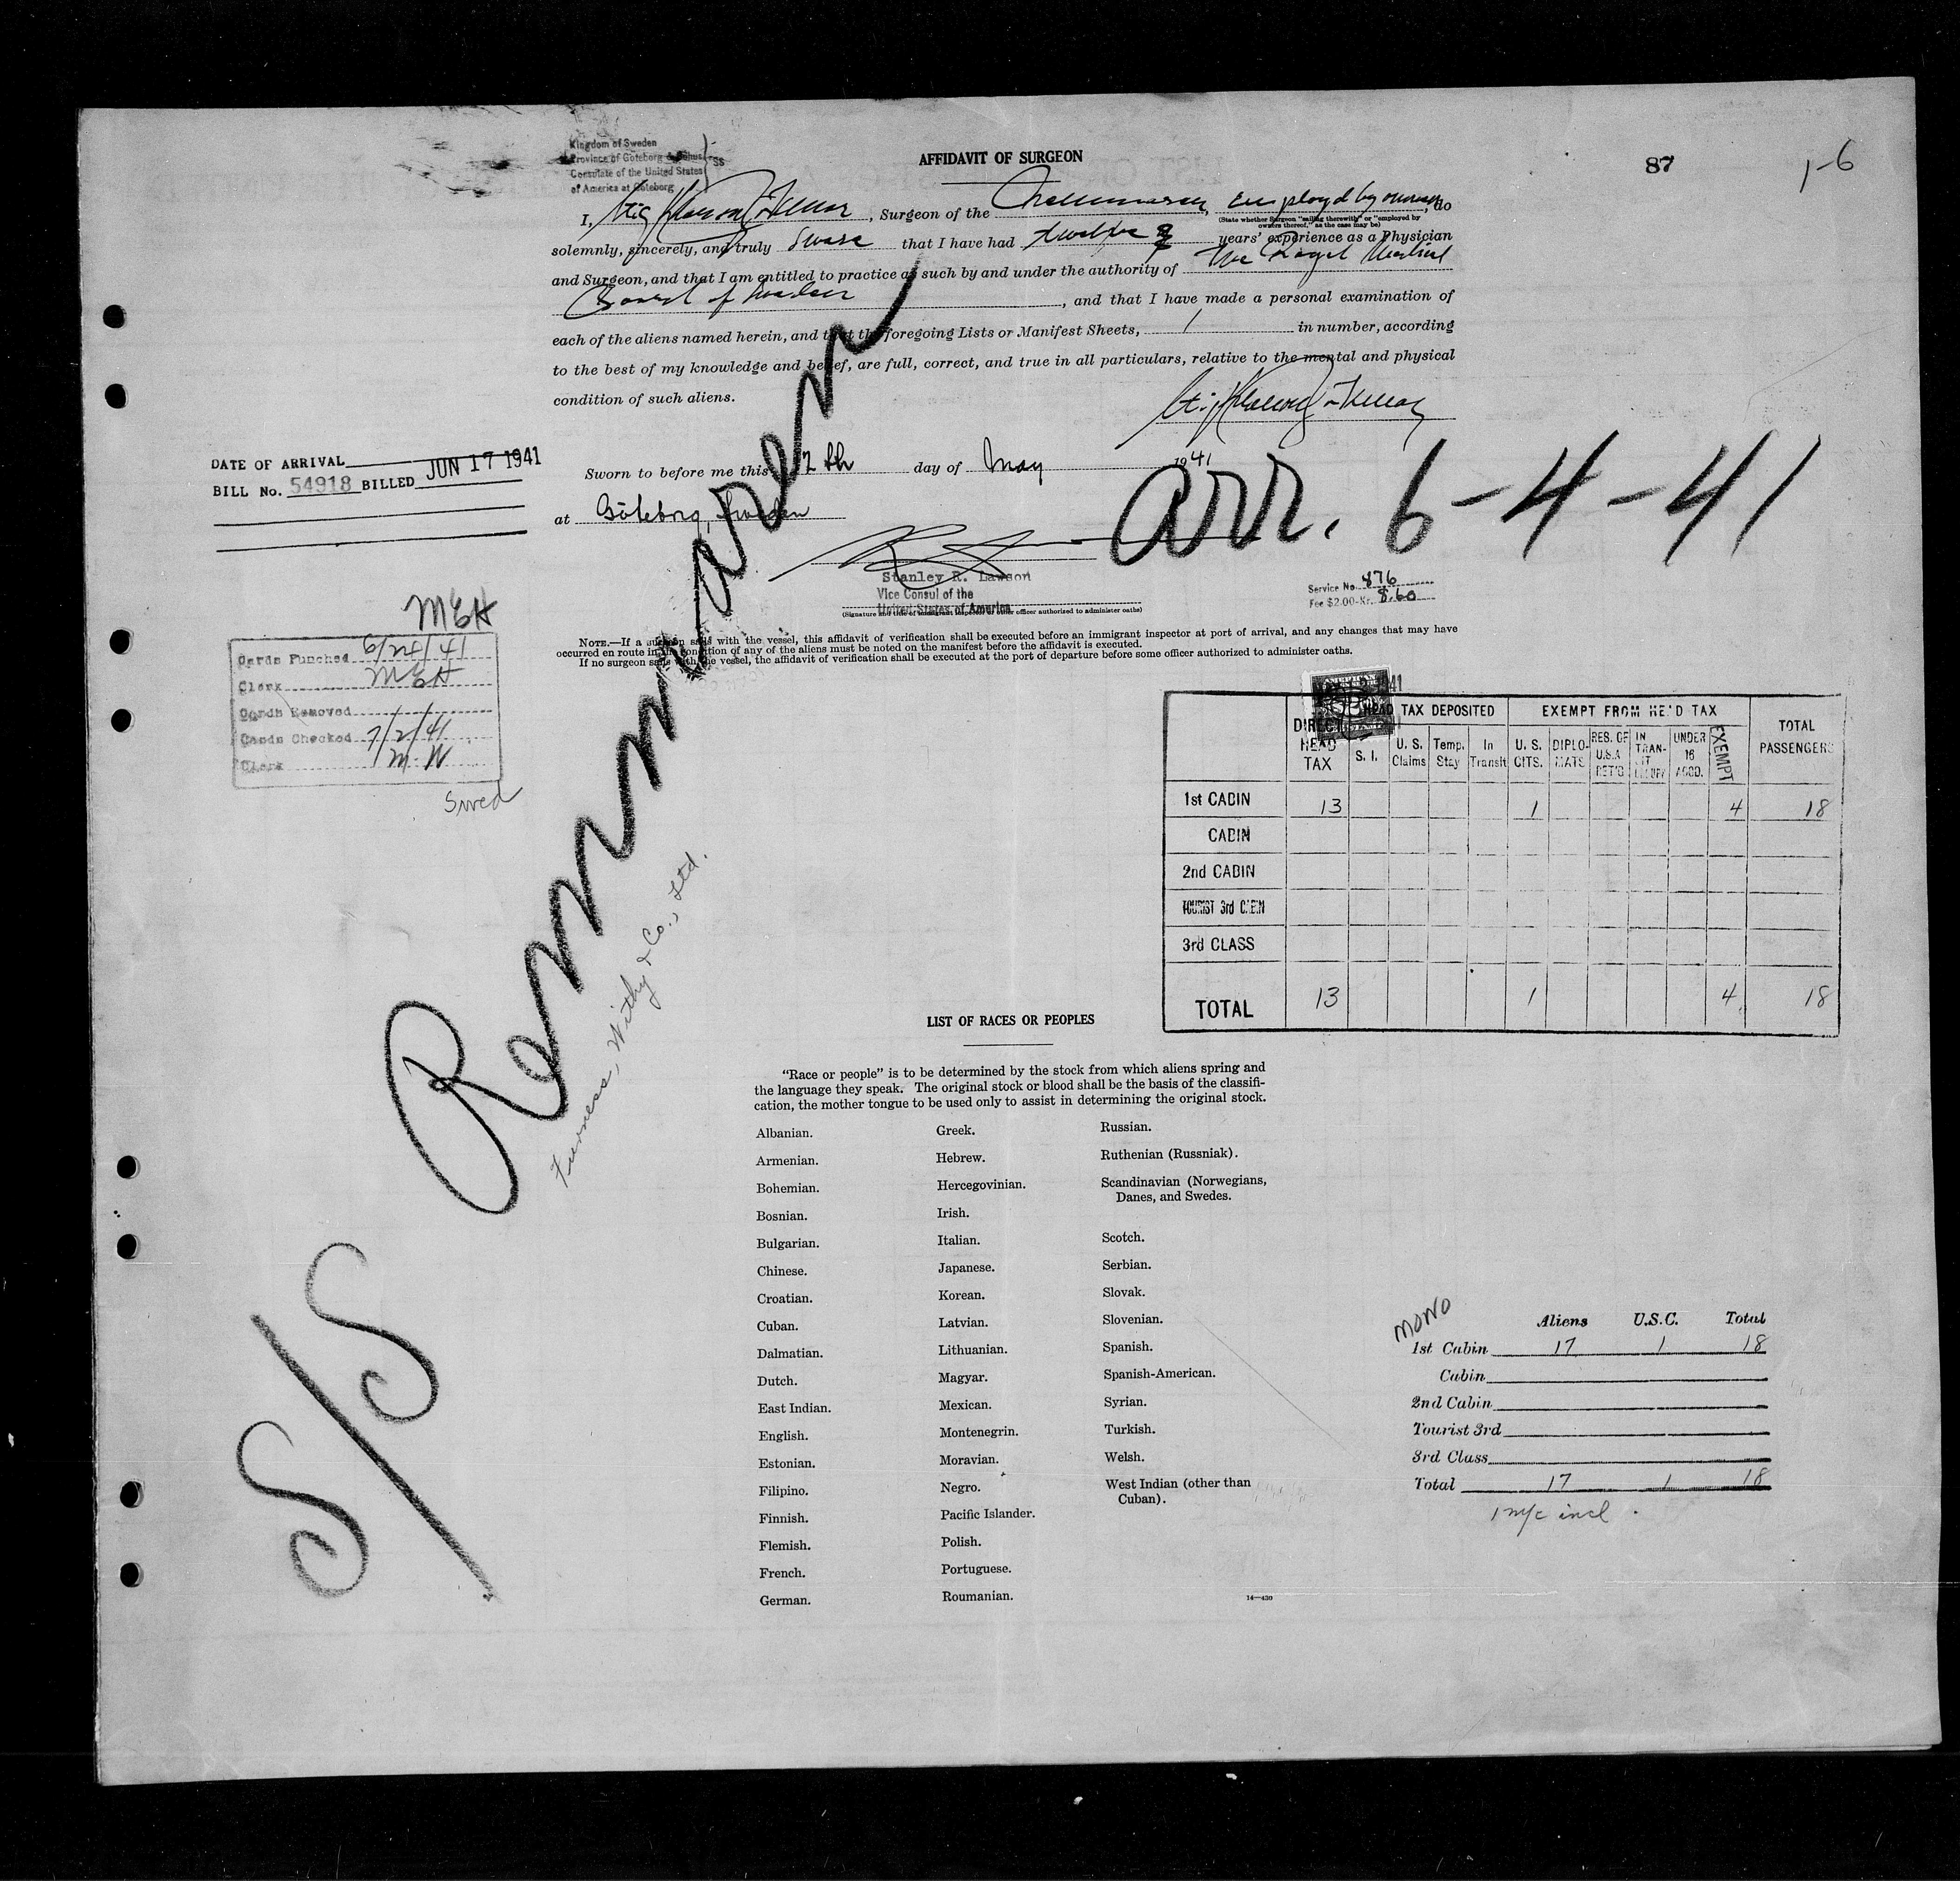 Kingdom of Sweden
Province of Goteborg & Bohus
Consulate of the United States
of America at Goteborg
SS
AFFIDAVIT OF SURGEON
87
1-6
I, Stig, Surgeon of the, employed by owners, do
(State whether Surgeon "sailing therewith" or "employed by owners thereof," as the case may be)
solemnly, sincerely, and truly swear that I have had twelve years' experience as a Physician
and Surgeon, and that I am entitled to practice as such by and under the authority of The Royal Medical
Board of Sweden, and that I have made a personal examination of
each of the aliens named herein, and that the foregoing Lists or Manifest Sheets, 1 in number, according
to the best of my knowledge and belief, are full, correct, and true in all particulars, relative to the mental and physical
condition of such aliens.
DATE OF ARRIVAL
BILL No. 54918 BILLED JUN 17 1941
Sworn to before me this 2th day of May 1941
at Göteborg, Sweden
arr. 6-4-41
Stanley R. Lawson
Vice Consul of the
United States of America
(Signature and title of immigrant inspector or other officer authorized to administer oaths)
Service No. 876
Fee $2.00-Kr. 8.60
NOTE.—If a surgeon sails with the vessel, this affidavit of verification shall be executed before an immigrant inspector at port of arrival, and any changes that may have
occurred en route in the condition of any of the aliens must be noted on the manifest before the affidavit is executed.
If no surgeon sails with the vessel, the affidavit of verification shall be executed at the port of departure before some officer authorized to administer oaths.
MEH
Cards Punched 6/24/41
Clerk MEH
Cards Removed
Cards Checked 7/2/41
Clerk M.W
Swed
S/S Remmaren
Furness, Withy & Co., Ltd.
DIRECT HEAD TAX
HEAD TAX DEPOSITED
EXEMPT FROM HEAD TAX
TOTAL PASSENGERS
S. I. U. S. Claims Temp. Stay In Transit U. S. CITS. DIPLOMATS RES. OF U.S.A RET'G IN TRANSIT UNDER 16 ACCD. EXEMPT
1st CABIN 13 1 4 18
CABIN
2nd CABIN
TOURIST 3rd CABIN
3rd CLASS
TOTAL 13 1 4 18
LIST OF RACES OR PEOPLES
"Race or people" is to be determined by the stock from which aliens spring and
the language they speak. The original stock or blood shall be the basis of the classifi-
cation, the mother tongue to be used only to assist in determining the original stock.
Albanian.
Armenian.
Bohemian.
Bosnian.
Bulgarian.
Chinese.
Croatian.
Cuban.
Dalmatian.
Dutch.
East Indian.
English.
Estonian.
Filipino.
Finnish.
Flemish.
French.
German.
Greek.
Hebrew.
Hercegovinian.
Irish.
Italian.
Japanese.
Korean.
Latvian.
Lithuanian.
Magyar.
Mexican.
Montenegrin.
Moravian.
Negro.
Pacific Islander.
Polish.
Portuguese.
Roumanian.
Russian.
Ruthenian (Russniak).
Scandinavian (Norwegians,
Danes, and Swedes.
Scotch.
Serbian.
Slovak.
Slovenian.
Spanish.
Spanish-American.
Syrian.
Turkish.
Welsh.
West Indian (other than
Cuban).
14—430
MONO
Aliens U.S.C. Total
1st Cabin 17 1 18
Cabin
2nd Cabin
Tourist 3rd
3rd Class
Total 17 1 18
1 m/c incl.